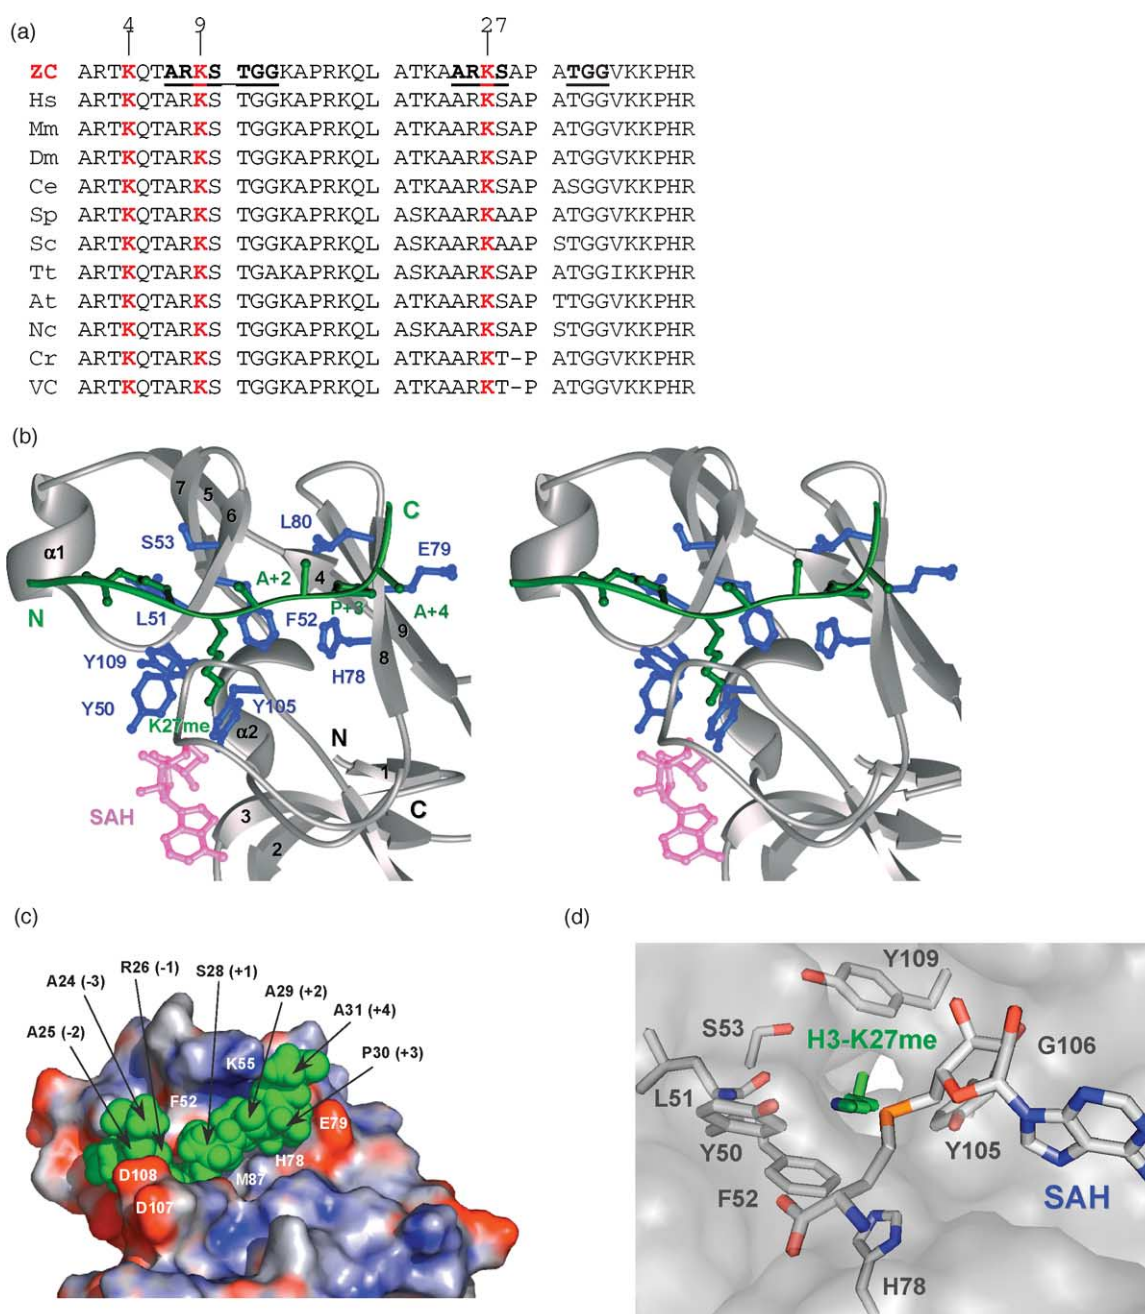 (a)
4 9 27
ZC ARTKQTARKS TGGKAPRKQL ATKAARKSAP ATGGVKKPHR
Hs ARTKQTARKS TGGKAPRKQL ATKAARKSAP ATGGVKKPHR
Mm ARTKQTARKS TGGKAPRKQL ATKAARKSAP ATGGVKKPHR
Dm ARTKQTARKS TGGKAPRKQL ATKAARKSAP ATGGVKKPHR
Ce ARTKQTARKS TGGKAPRKQL ATKAARKSAP ASGGVKKPHR
Sp ARTKQTARKS TGGKAPRKQL ASKAARKAAP ATGGVKKPHR
Sc ARTKQTARKS TGGKAPRKQL ASKAARKAAP STGGVKKPHR
Tt ARTKQTARKS TGAKAPRKQL ASKAARKSAP ATGGIKKPHR
At ARTKQTARKS TGGKAPRKQL ATKAARKSAP TTGGVKKPHR
Nc ARTKQTARKS TGGKAPRKQL ASKAARKSAP STGGVKKPHR
Cr ARTKQTARKS TGGKAPRKQL ATKAARKT-P ATGGVKKPHR
VC ARTKQTARKS TGGKAPRKQL ATKAARKT-P ATGGVKKPHR
(b)
7 5 6
L80 C
S53 E79
α1
A+2 4
N L51 F52 P+3 A+4
9
Y109 H78 8
Y50 Y105
K27me α2 N
1
SAH 3 C
2
(c)
R26 (-1) S28 (+1)
A24 (-3) A29 (+2)
A25 (-2) A31 (+4)
K55 P30 (+3)
F52
E79
D108 H78
M87
D107
(d)
Y109
S53 H3-K27me G106
L51
Y50 Y105
F52 SAH
H78